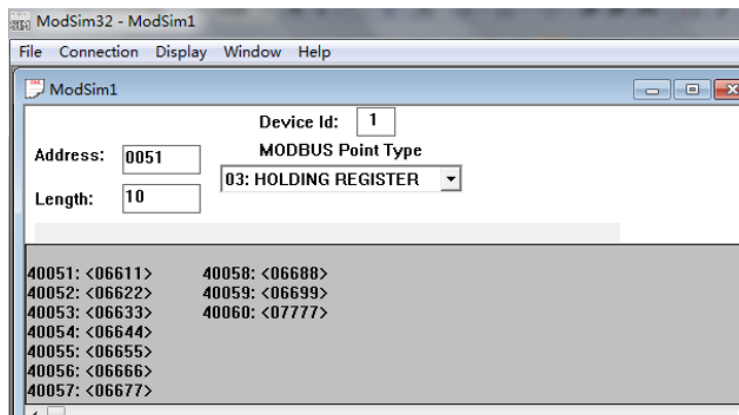 ModSim32 - ModSim1
File Connection Display Window Help
ModSim1
Device Id: 1
Address: 0051
MODBUS Point Type
03: HOLDING REGISTER
Length: 10
40051: <06611> 40058: <06688>
40052: <06622> 40059: <06699>
40053: <06633> 40060: <07777>
40054: <06644>
40055: <06655>
40056: <06666>
40057: <06677>